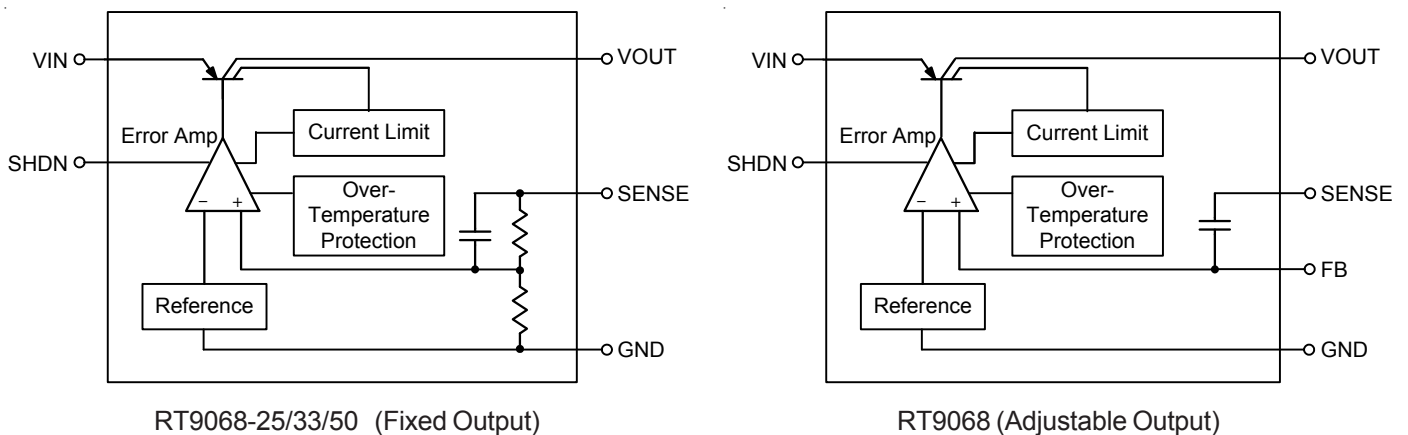 VIN
VOUT
Error Amp
Current Limit
SHDN
Over-
Temperature
Protection
SENSE
− +
Reference
GND
RT9068-25/33/50 (Fixed Output)
VIN
VOUT
Error Amp
Current Limit
SHDN
Over-
Temperature
Protection
SENSE
− +
FB
Reference
GND
RT9068 (Adjustable Output)